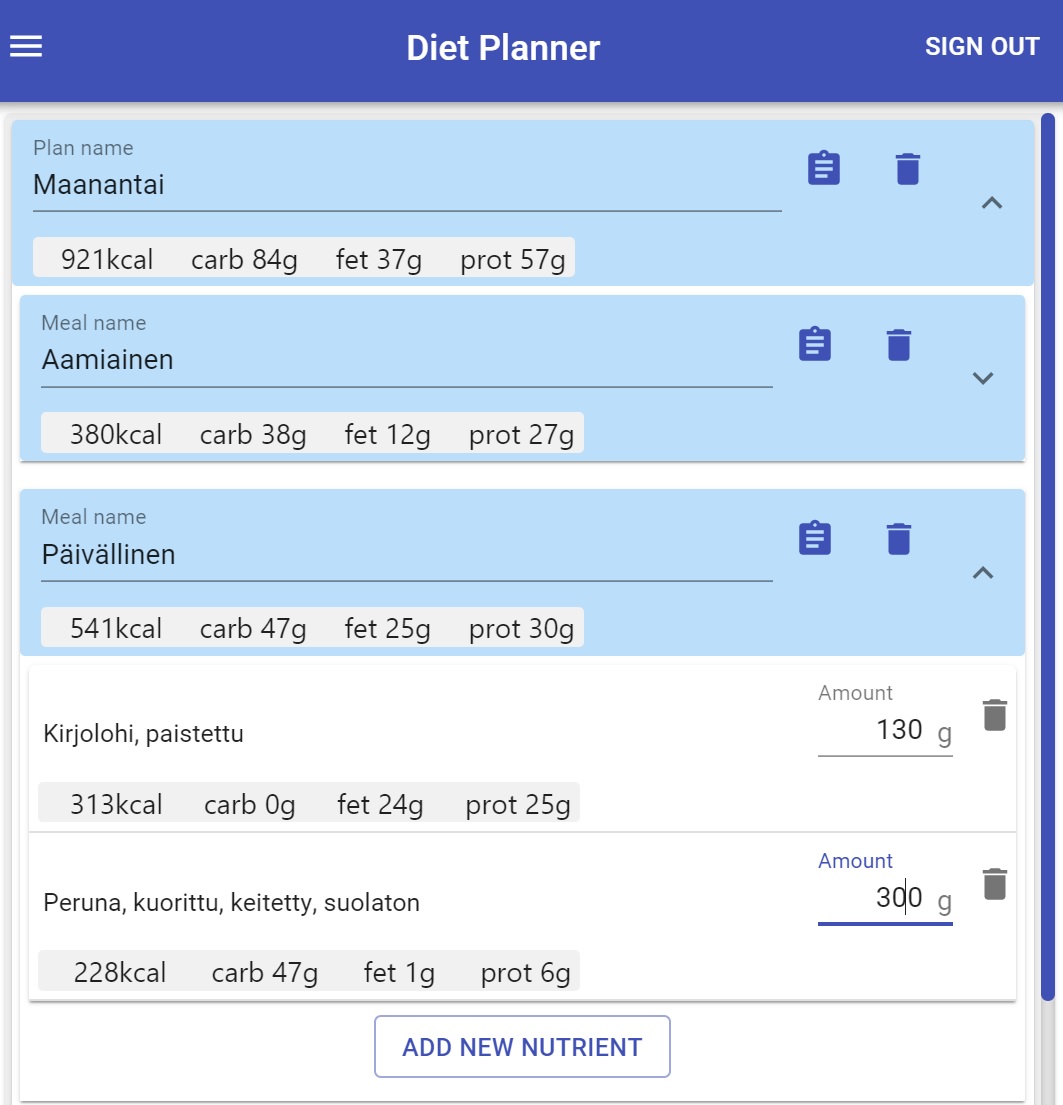 Diet Planner
SIGN OUT
Plan name
Maanantai
921kcal carb 84g fet 37g prot 57g
Meal name
Aamiainen
380kcal carb 38g fet 12g prot 27g
Meal name
Päivällinen
541kcal carb 47g fet 25g prot 30g
Amount
Kirjolohi, paistettu
130 g
313kcal carb 0g fet 24g prot 25g
Amount
Peruna, kuorittu, keitetty, suolaton
300 g
228kcal carb 47g fet 1g prot 6g
ADD NEW NUTRIENT